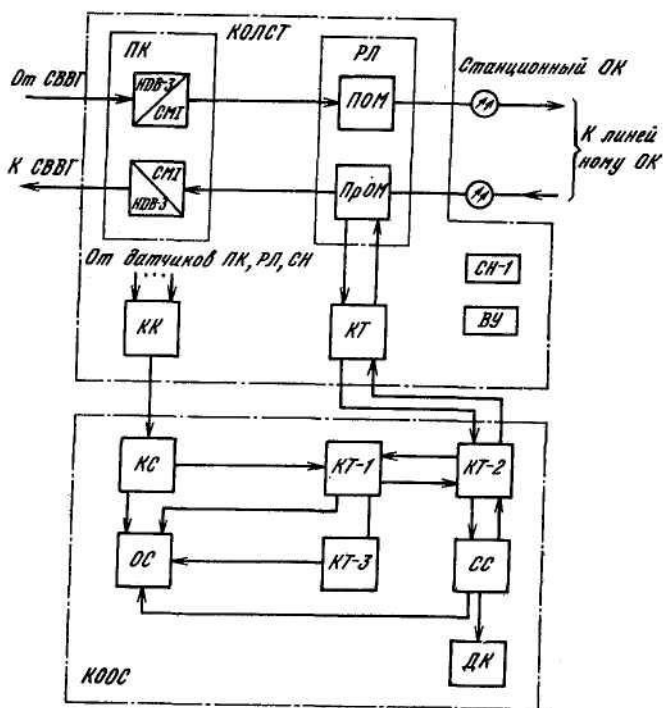 КОЛСТ
ПК
РЛ
От СВВГ
HDB-3
CMI
ПОМ
Станционный ОК
К линей
ному ОК
К СВВГ
CMI
HDB-3
ПрОМ
От датчиков ПК, РЛ, СН
СН-1
ВУ
КК
КТ
КС
КТ-1
КТ-2
ОС
КТ-3
СС
ДК
КООС